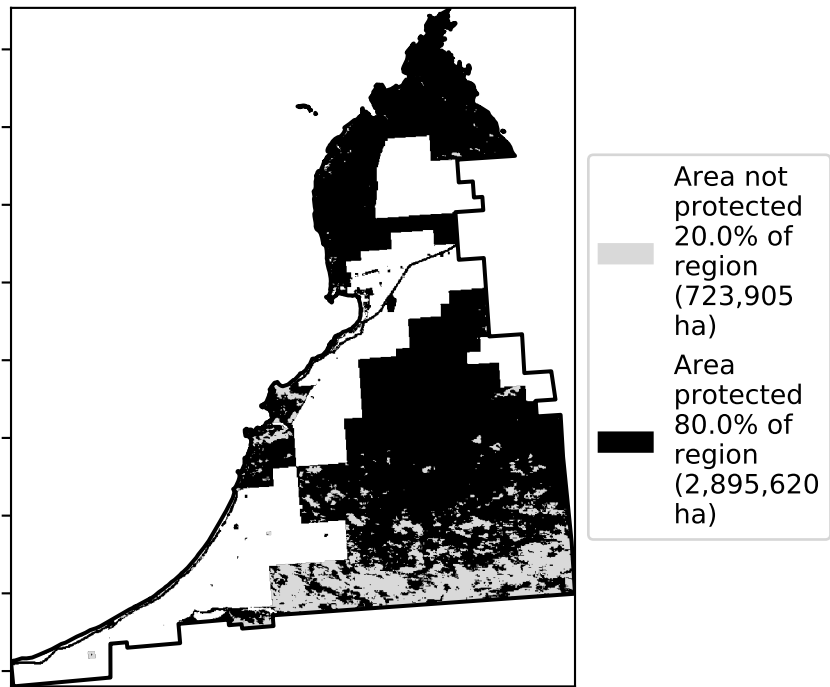 Area not
protected
20.0% of
region
(723,905
ha)
Area
protected
80.0% of
region
(2,895,620
ha)